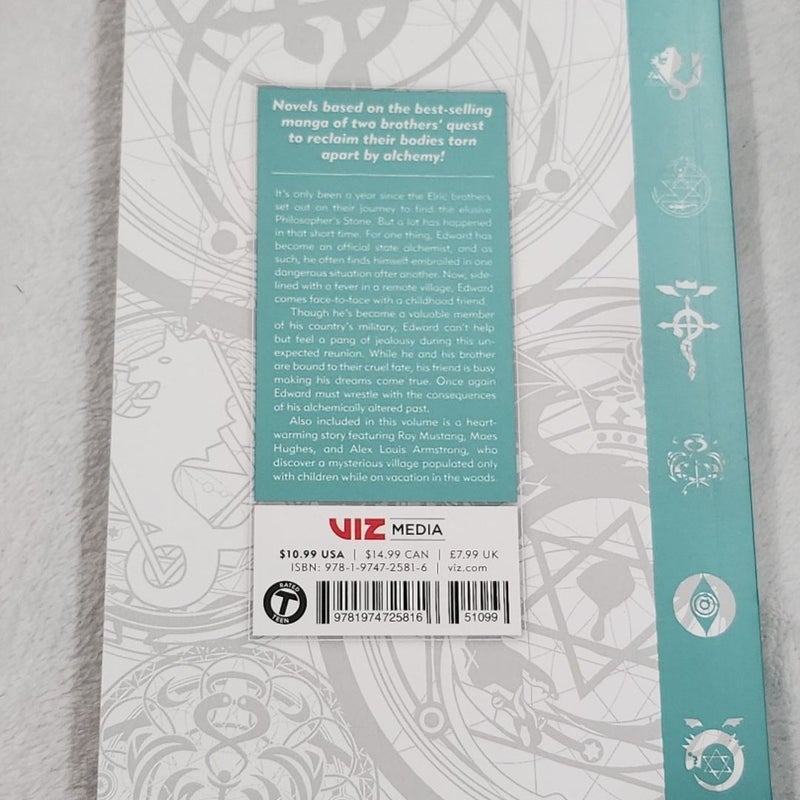 Novels based on the best-selling
manga of two brothers' quest
to reclaim their bodies torn
apart by alchemy!
It's only been a year since the Elric brothers
set out on their journey to find the elusive
Philosopher's Stone. But a lot has happened
in that short time. For one thing, Edward has
become an official state alchemist, and as
such, he often finds himself embroiled in one
dangerous situation after another. Now, side-
lined with a fever in a remote village, Edward
comes face-to-face with a childhood friend.
Though he's become a valuable member
of his country's military, Edward can't help
but feel a pang of jealousy during this un-
expected reunion. While he and his brother
are bound to their cruel fate, his friend is busy
making his dreams come true. Once again
Edward must wrestle with the consequences
of his alchemically altered past.
Also included in this volume is a heart-
warming story featuring Roy Mustang, Maes
Hughes, and Alex Louis Armstrong, who
discover a mysterious village populated only
with children while on vacation in the woods.
VIZ MEDIA
$10.99 USA | $14.99 CAN | £7.99 UK
ISBN: 978-1-9747-2581-6 | viz.com
RATED
T
TEEN
9781974725816
51099